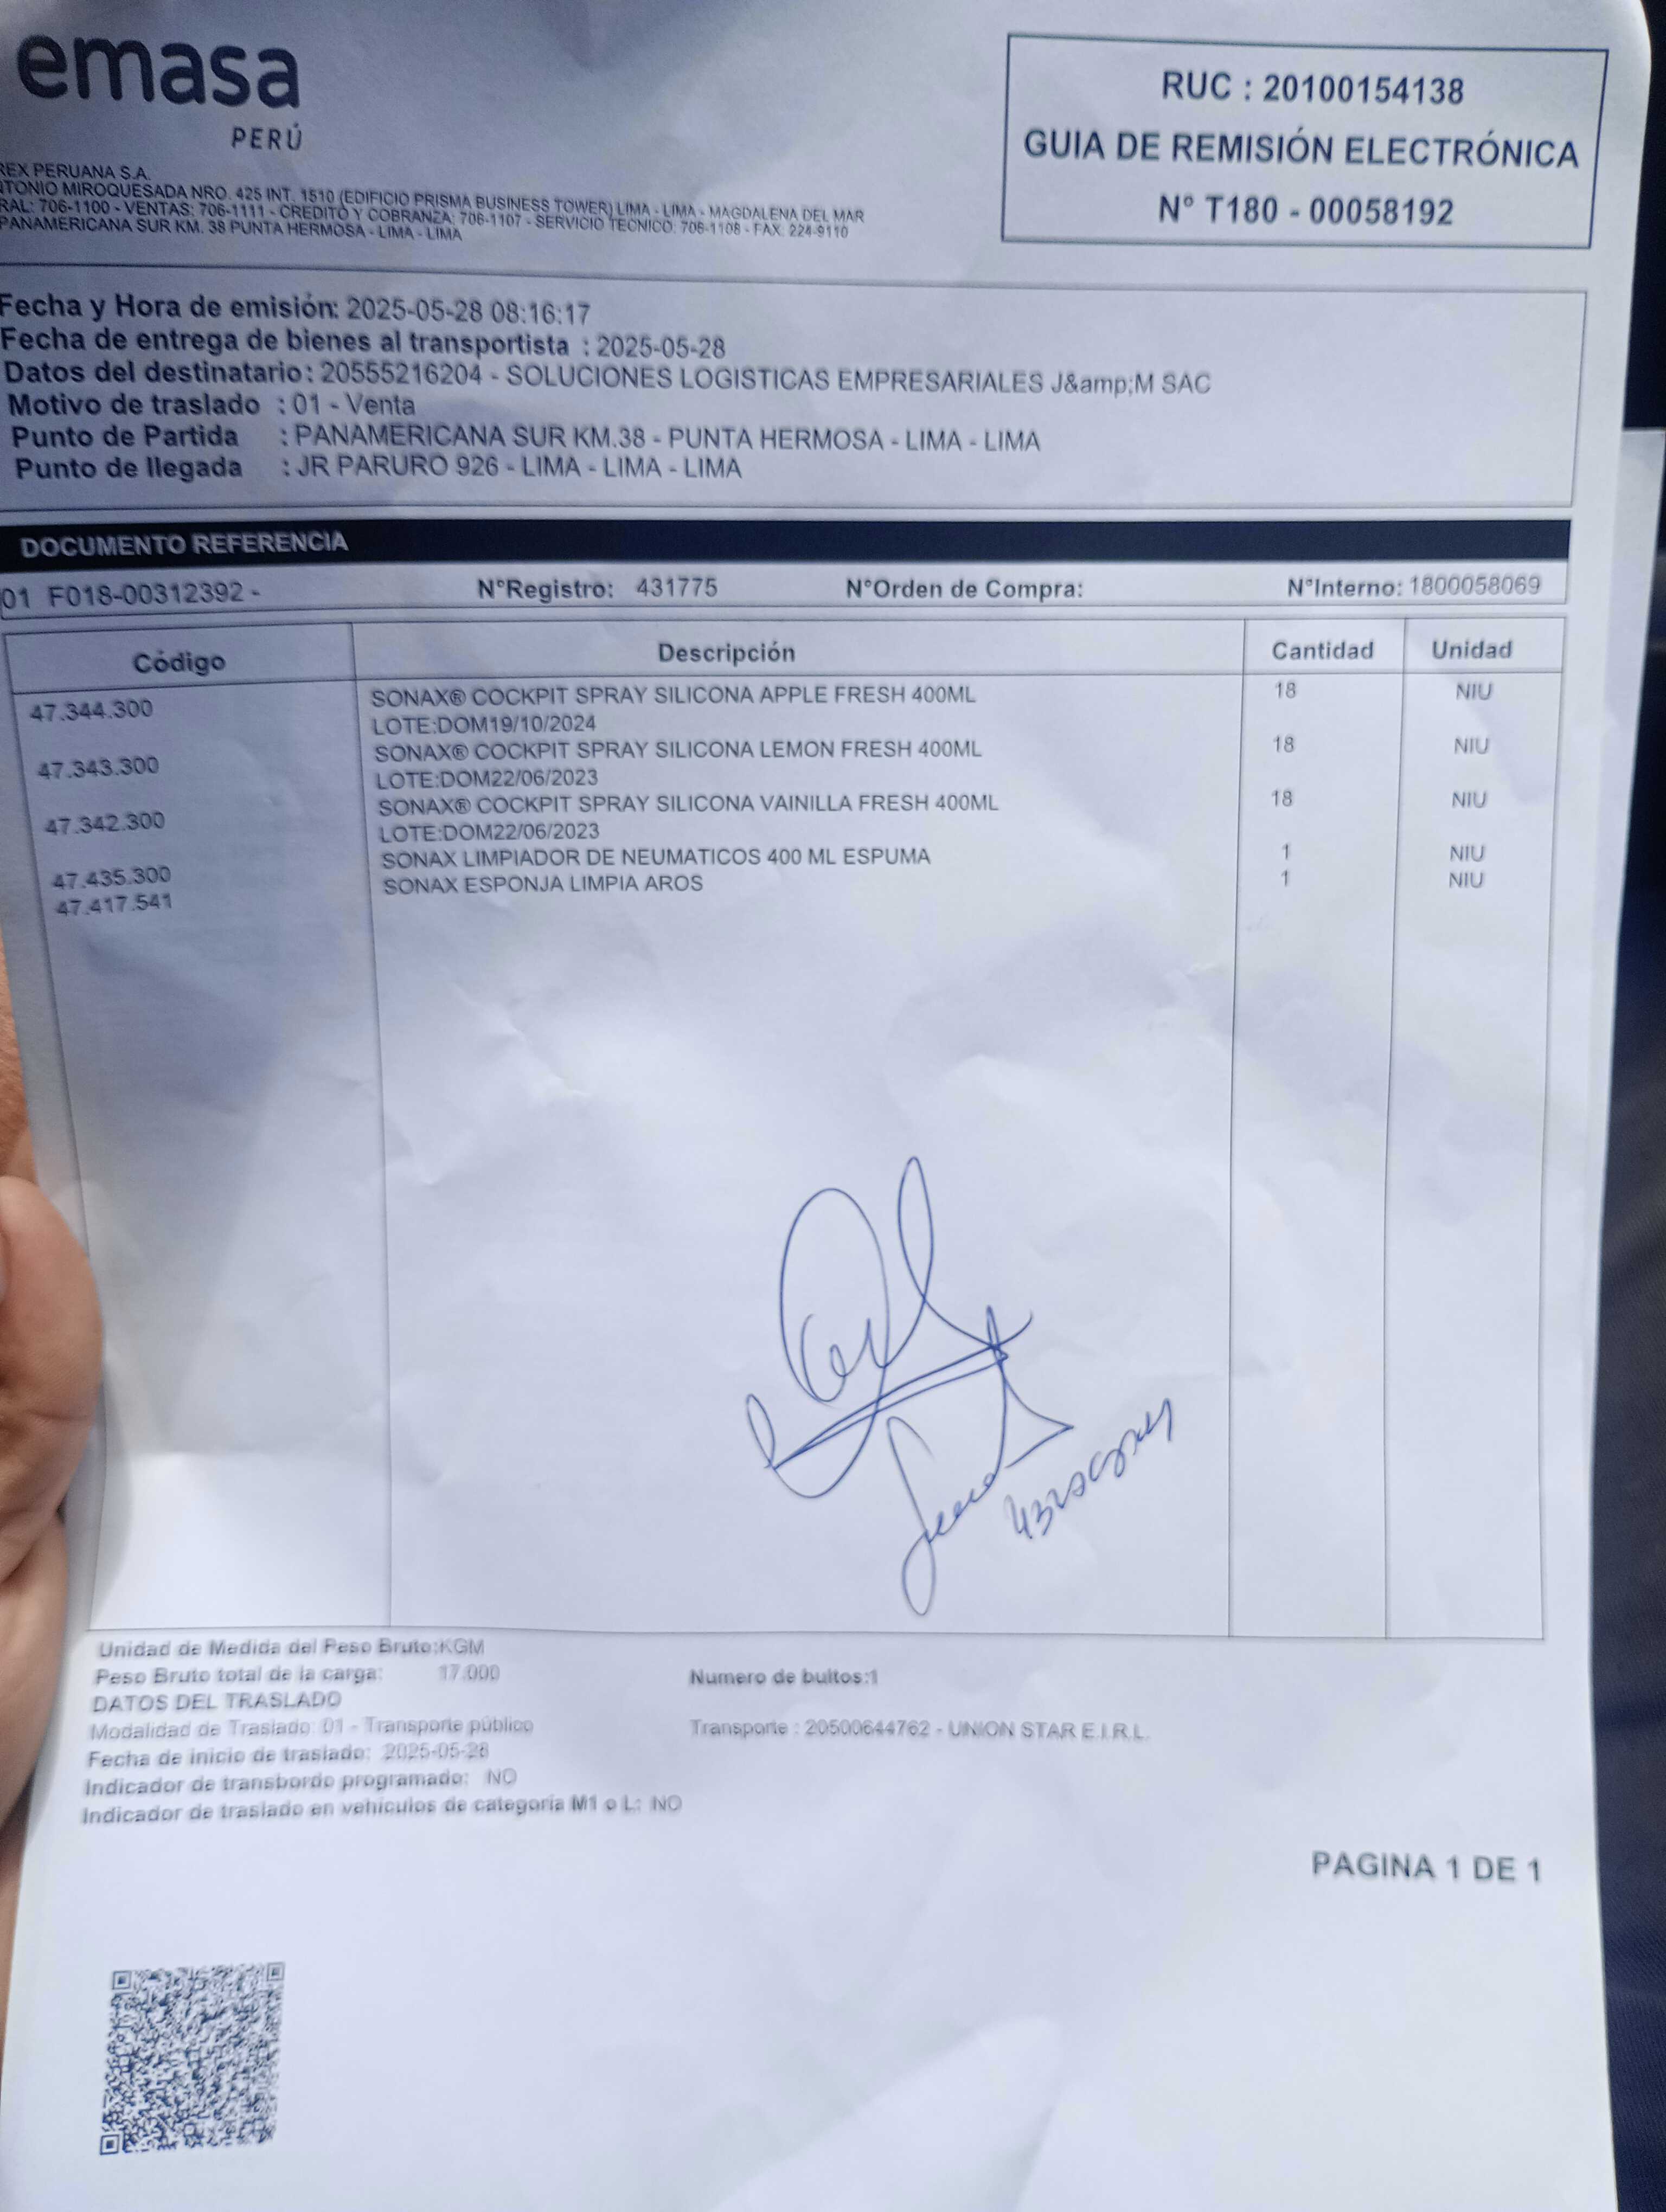 emasa
PERÚ
REX PERUANA S.A.
NTONIO MIROQUESADA NRO. 425 INT. 1510 (EDIFICIO PRISMA BUSINESS TOWER) LIMA - LIMA - MAGDALENA DEL MAR
RAL: 706-1100 - VENTAS: 706-1111 - CREDITO Y COBRANZA: 706-1107 - SERVICIO TECNICO: 706-1108 - FAX: 224-9110
PANAMERICANA SUR KM. 38 PUNTA HERMOSA - LIMA - LIMA
RUC : 20100154138
GUIA DE REMISIÓN ELECTRÓNICA
N° T180 - 00058192
Fecha y Hora de emisión: 2025-05-28 08:16:17
Fecha de entrega de bienes al transportista : 2025-05-28
Datos del destinatario: 20555216204 - SOLUCIONES LOGISTICAS EMPRESARIALES J&amp;M SAC
Motivo de traslado : 01 - Venta
Punto de Partida : PANAMERICANA SUR KM.38 - PUNTA HERMOSA - LIMA - LIMA
Punto de llegada : JR PARURO 926 - LIMA - LIMA - LIMA
DOCUMENTO REFERENCIA
01 F018-00312392 - N°Registro: 431775 N°Orden de Compra: N°Interno: 1800058069
Código Descripción Cantidad Unidad
47.344.300 SONAX® COCKPIT SPRAY SILICONA APPLE FRESH 400ML 18 NIU
LOTE:DOM19/10/2024
47.343.300 SONAX® COCKPIT SPRAY SILICONA LEMON FRESH 400ML 18 NIU
LOTE:DOM22/06/2023
47.342.300 SONAX® COCKPIT SPRAY SILICONA VAINILLA FRESH 400ML 18 NIU
LOTE:DOM22/06/2023
47.435.300 SONAX LIMPIADOR DE NEUMATICOS 400 ML ESPUMA 1 NIU
47.417.541 SONAX ESPONJA LIMPIA AROS 1 NIU
Unidad de Medida del Peso Bruto:KGM
Peso Bruto total de la carga: 17.000 Numero de bultos:1
DATOS DEL TRASLADO
Modalidad de Traslado: 01 - Transporte público Transporte : 20500644762 - UNION STAR E.I.R.L.
Fecha de inicio de traslado: 2025-05-28
Indicador de transbordo programado: NO
Indicador de traslado en vehículos de categoría M1 o L: NO
PAGINA 1 DE 1